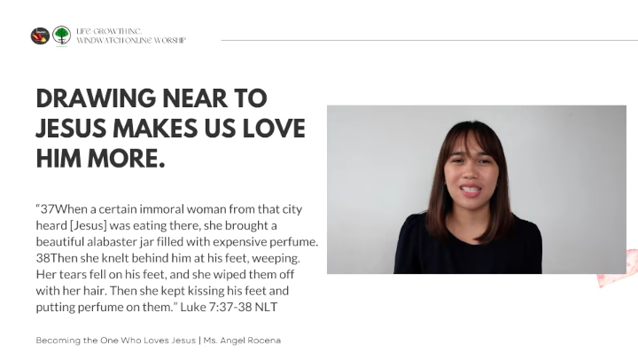 LIFE GROWTH INC.
WINDWATCH ONLINE WORSHIP
DRAWING NEAR TO
JESUS MAKES US LOVE
HIM MORE.
“37When a certain immoral woman from that city
heard [Jesus] was eating there, she brought a
beautiful alabaster jar filled with expensive perfume.
38Then she knelt behind him at his feet, weeping.
Her tears fell on his feet, and she wiped them off
with her hair. Then she kept kissing his feet and
putting perfume on them.” Luke 7:37-38 NLT
Becoming the One Who Loves Jesus | Ms. Angel Rocena